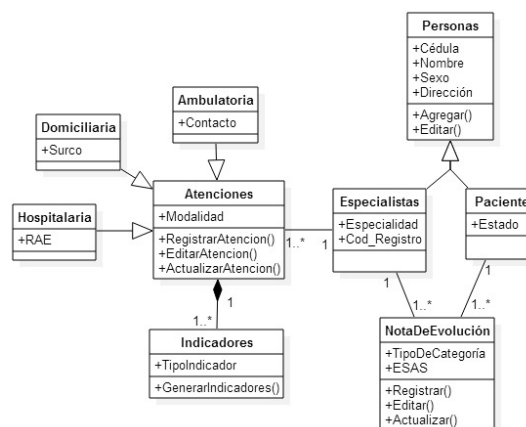 Personas
+Cédula
+Nombre
+Sexo
+Dirección
+Agregar()
+Editar()
Ambulatoria
+Contacto
Domiciliaria
+Surco
Hospitalaria
+RAE
Atenciones
+Modalidad
+RegistrarAtencion()
+EditarAtencion()
+ActualizarAtencion()
1..*
1
Especialistas
+Especialidad
+Cod_Registro
Paciente
+Estado
1
1..*
1
1..*
1
1..*
Indicadores
+TipoIndicador
+GenerarIndicadores()
NotaDeEvolución
+TipoDeCategoría
+ESAS
+Registrar()
+Editar()
+Actualizar()